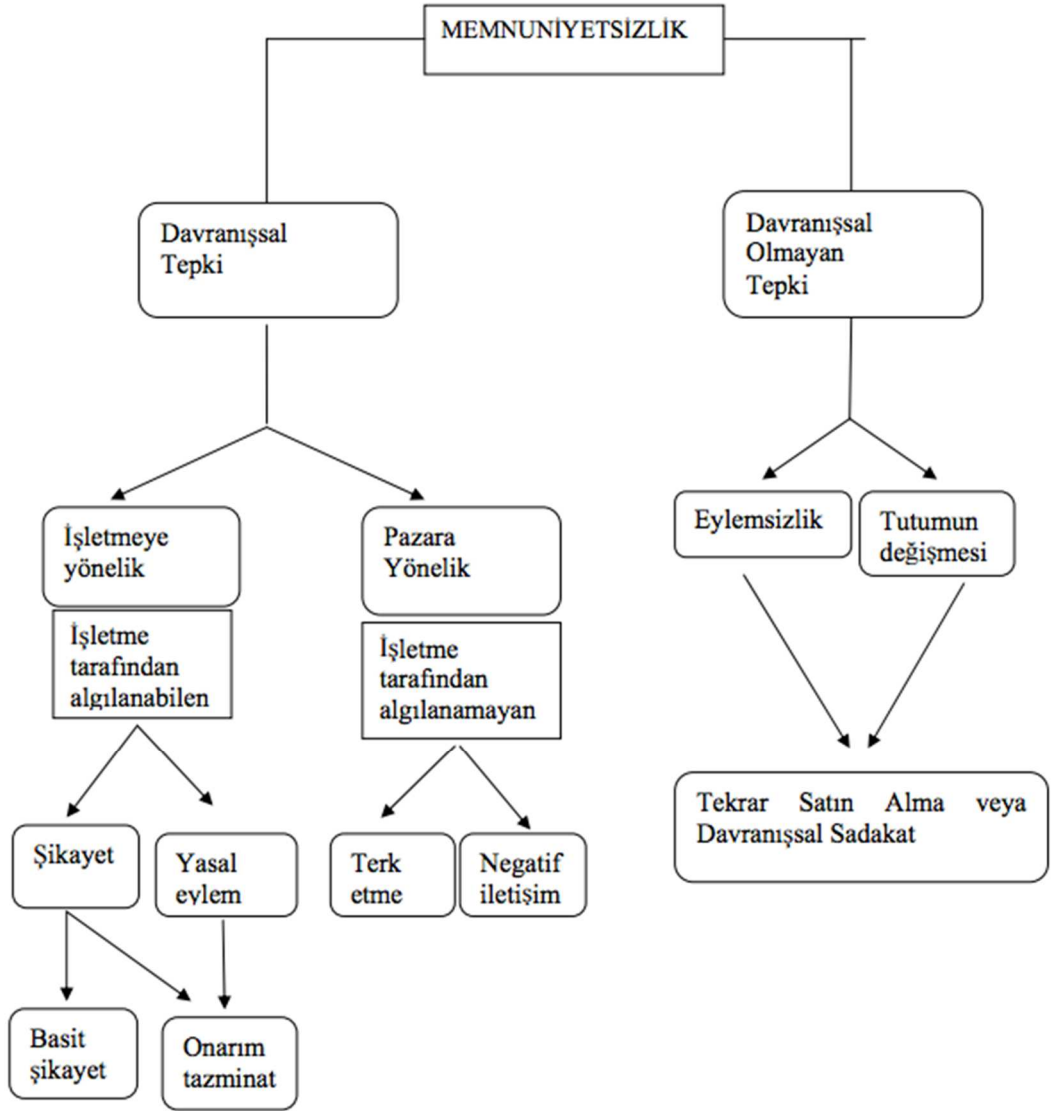 MEMNUNİYETSİZLİK
Davranışsal
Tepki
Davranışsal
Olmayan
Tepki
İşletmeye
yönelik
Pazara
Yönelik
Eylemsizlik
Tutumun
değişmesi
İşletme
tarafından
algılanabilen
İşletme
tarafından
algılanamayan
Tekrar Satın Alma veya
Davranışsal Sadakat
Şikayet
Yasal
eylem
Terk
etme
Negatif
iletişim
Basit
şikayet
Onarım
tazminat